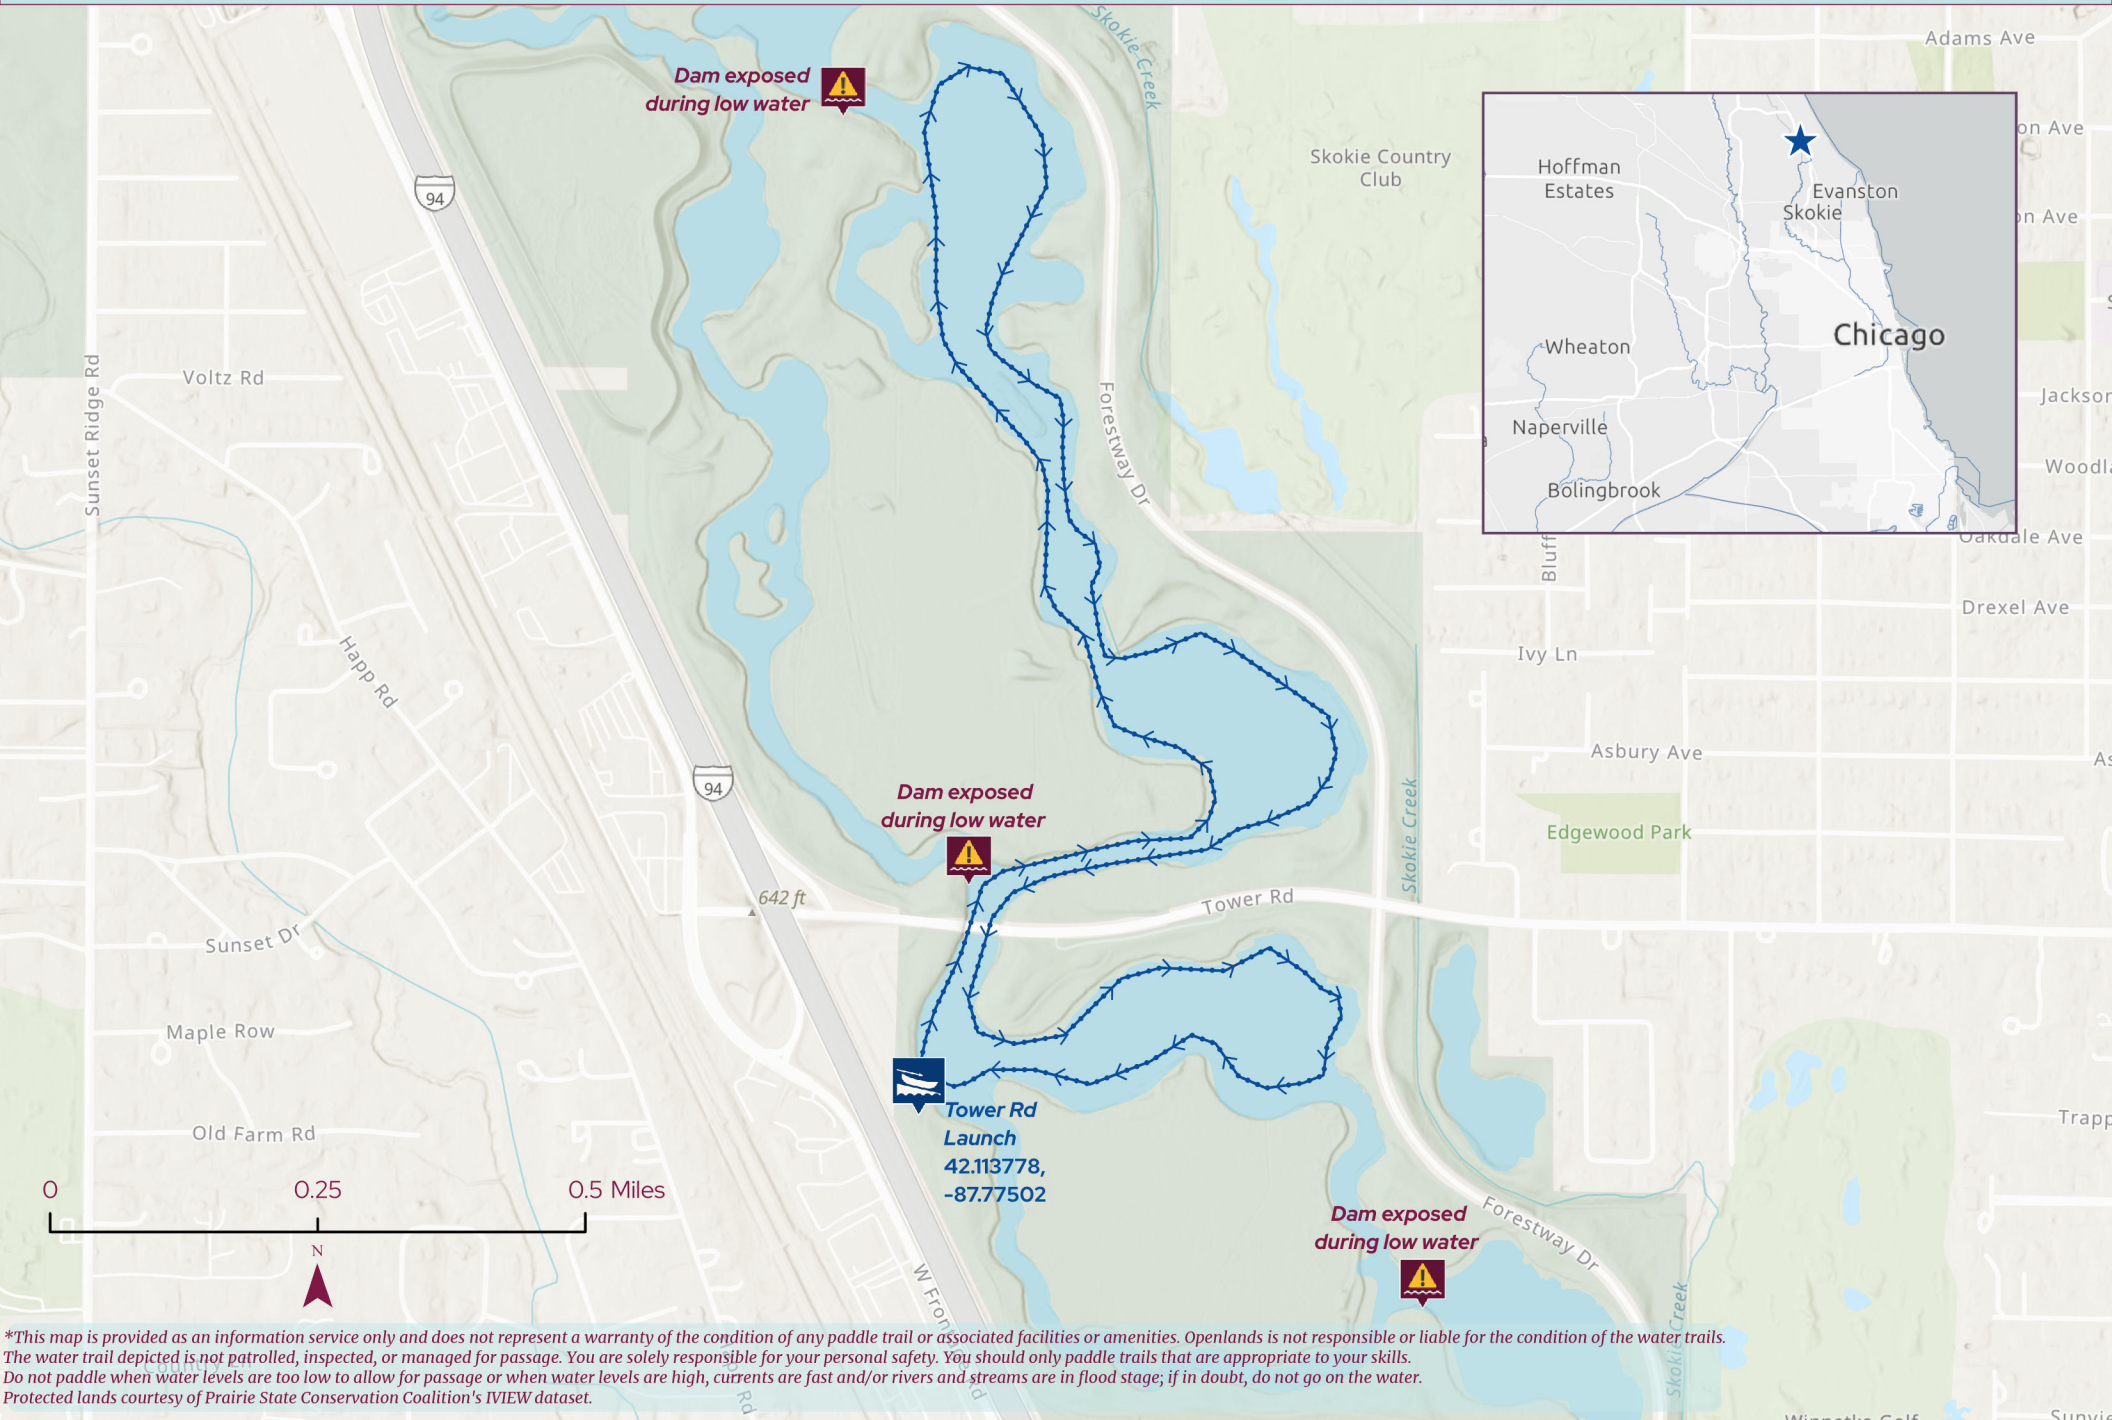 Skokie Creek
Adams Ave
Dam exposed
during low water
on Ave
Skokie Country
Club
Hoffman
Estates
Evanston
Skokie
94
on Ave
Chicago
Wheaton
Voltz Rd
Sunset Ridge Rd
Forestway Dr
Naperville
Bolingbrook
Oakdale Ave
Bluff
Drexel Ave
Ivy Ln
Happ Rd
Asbury Ave
94
Dam exposed
during low water
Edgewood Park
Skokie Creek
642 ft
Tower Rd
Sunset Dr
Maple Row
Old Farm Rd
Tower Rd
Launch
42.113778,
-87.77502
0 0.25 0.5 Miles
N
Dam exposed
during low water
Forestway Dr
Skokie Creek
*This map is provided as an information service only and does not represent a warranty of the condition of any paddle trail or associated facilities or amenities. Openlands is not responsible or liable for the condition of the water trails.
The water trail depicted is not patrolled, inspected, or managed for passage. You are solely responsible for your personal safety. You should only paddle trails that are appropriate to your skills.
Do not paddle when water levels are too low to allow for passage or when water levels are high, currents are fast and/or rivers and streams are in flood stage; if in doubt, do not go on the water.
Protected lands courtesy of Prairie State Conservation Coalition's IVIEW dataset.